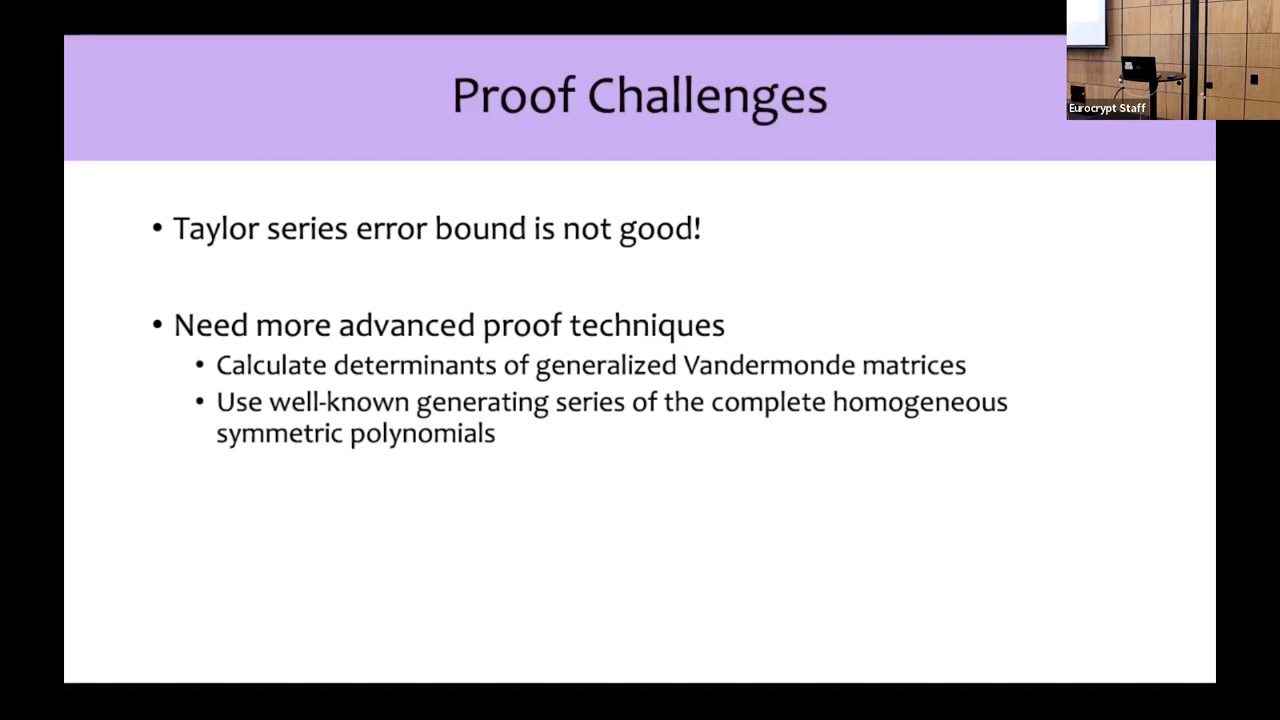 Proof Challenges
Eurocrypt Staff
• Taylor series error bound is not good!
• Need more advanced proof techniques
• Calculate determinants of generalized Vandermonde matrices
• Use well-known generating series of the complete homogeneous
symmetric polynomials